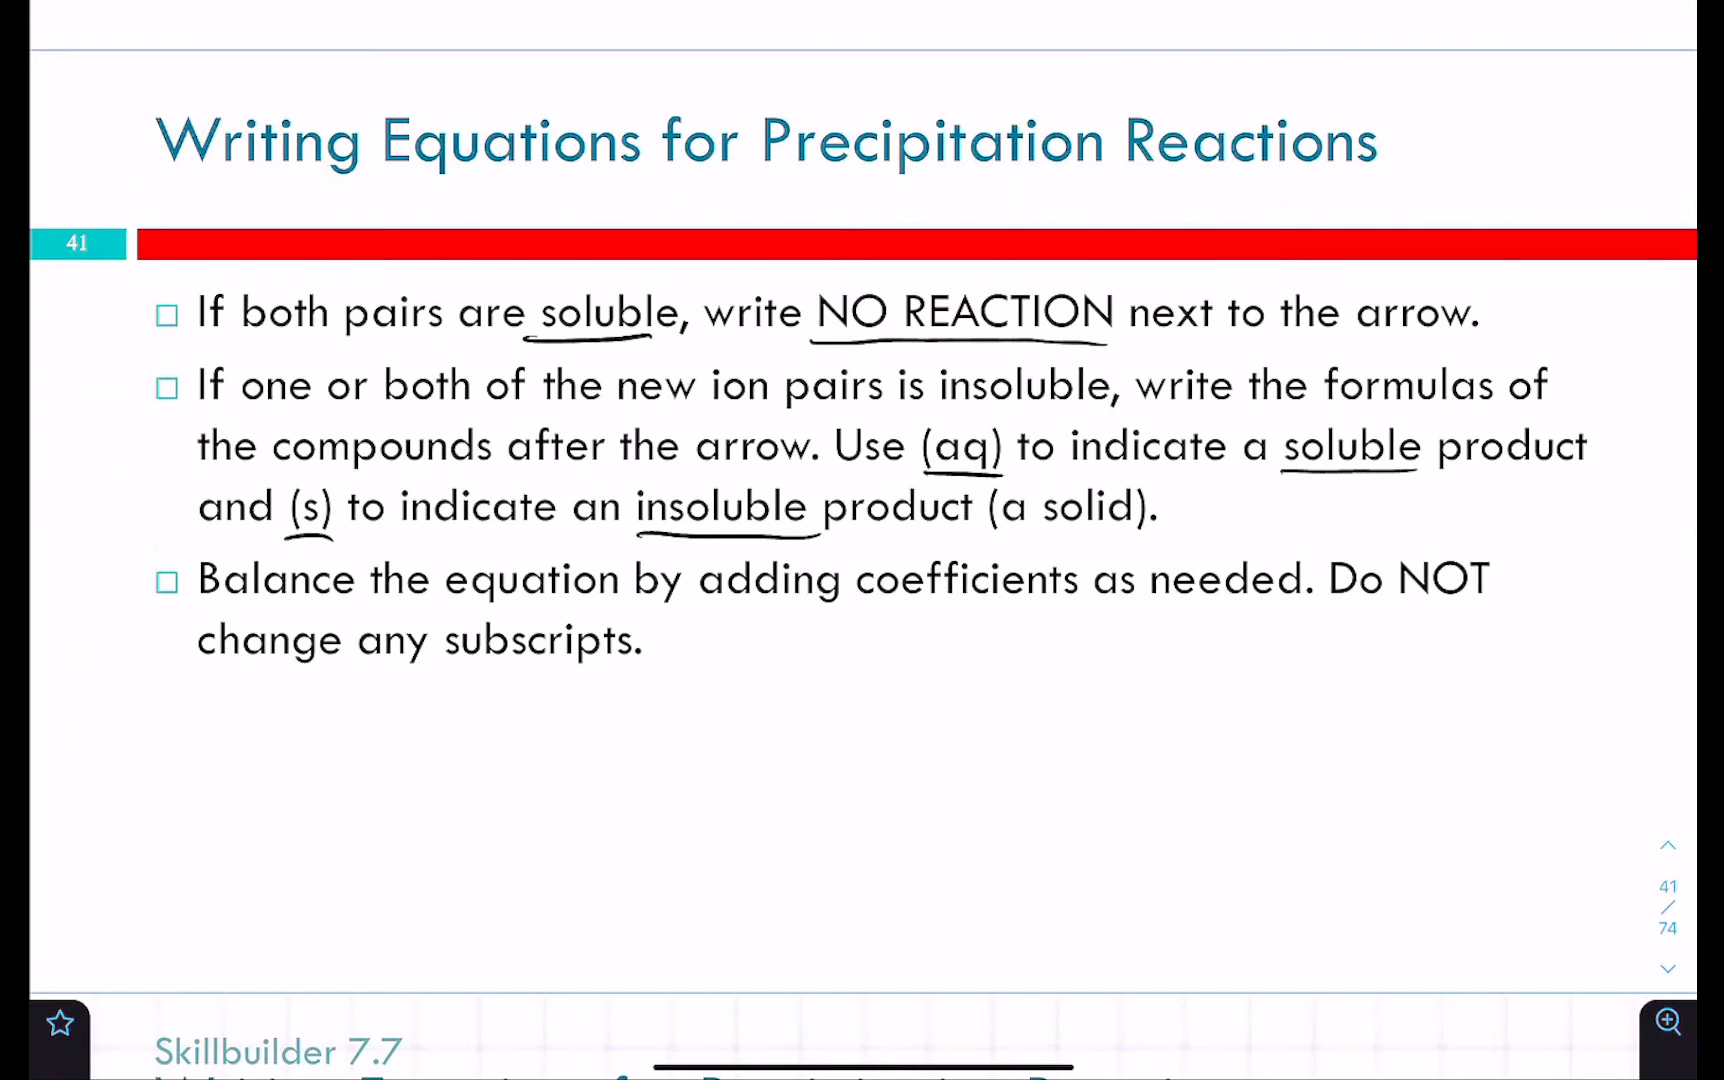 Writing Equations for Precipitation Reactions
41
If both pairs are soluble, write NO REACTION next to the arrow.
If one or both of the new ion pairs is insoluble, write the formulas of
the compounds after the arrow. Use (aq) to indicate a soluble product
and (s) to indicate an insoluble product (a solid).
Balance the equation by adding coefficients as needed. Do NOT
change any subscripts.
41
/
74
Skillbuilder 7.7